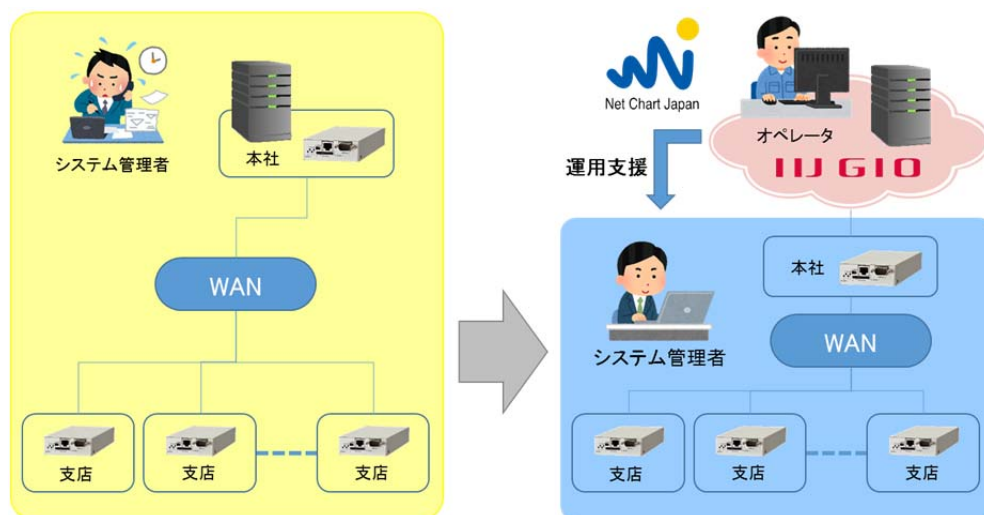 システム管理者
本社
WAN
支店
支店
支店
Net Chart Japan
オペレータ
IIJ GIO
運用支援
本社
システム管理者
WAN
支店
支店
支店